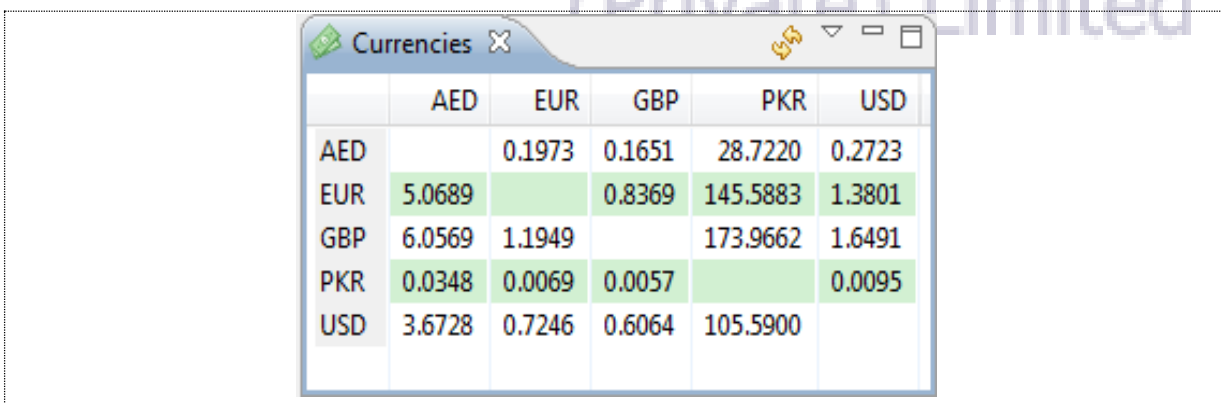 (Private) Limited
Currencies
AED EUR GBP PKR USD
AED 0.1973 0.1651 28.7220 0.2723
EUR 5.0689 0.8369 145.5883 1.3801
GBP 6.0569 1.1949 173.9662 1.6491
PKR 0.0348 0.0069 0.0057 0.0095
USD 3.6728 0.7246 0.6064 105.5900